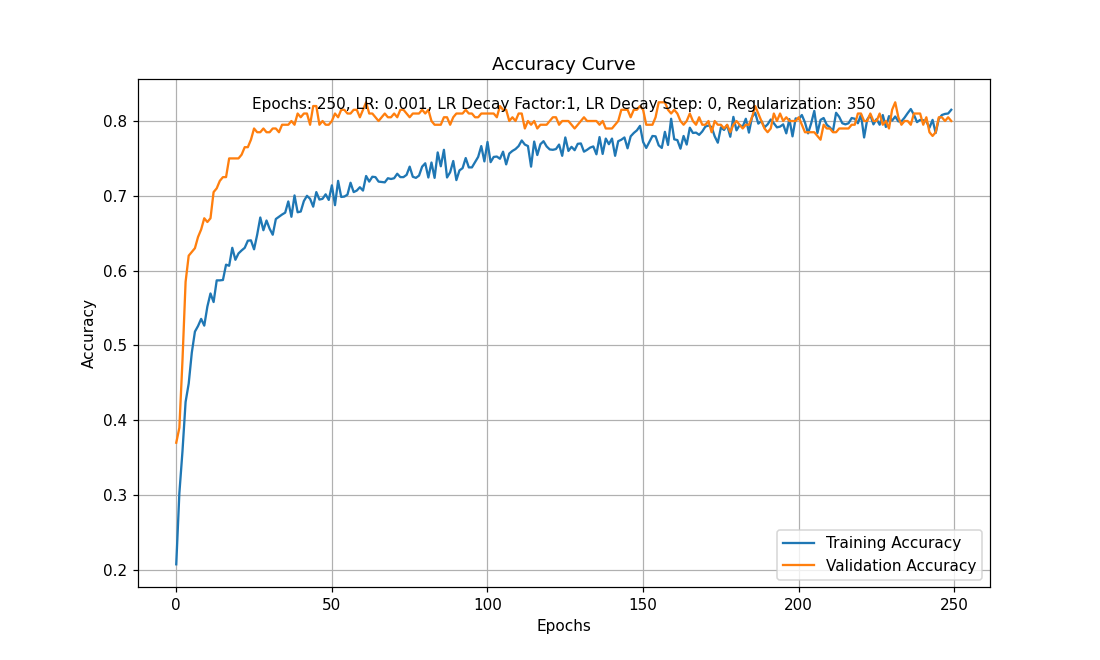 Accuracy Curve
Epochs: 250, LR: 0.001, LR Decay Factor:1, LR Decay Step: 0, Regularization: 350
0.8
0.7
0.6
0.5
0.4
0.3
0.2
Accuracy
Training Accuracy
Validation Accuracy
0 50 100 150 200 250
Epochs